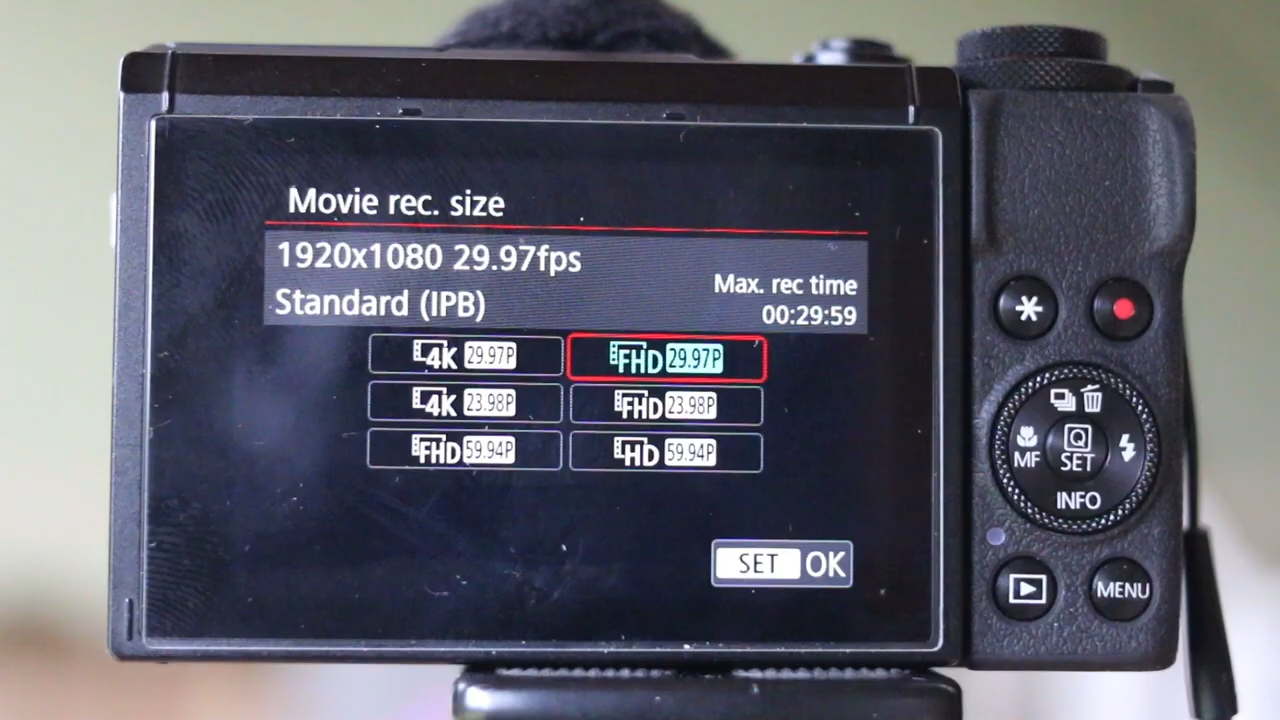 Movie rec. size
1920x1080 29.97fps
Standard (IPB)
Max. rec time
00:29:59
4K 29.97P
FHD 29.97P
4K 23.98P
FHD 23.98P
FHD 59.94P
HD 59.94P
SET OK
MF
Q
SET
INFO
MENU